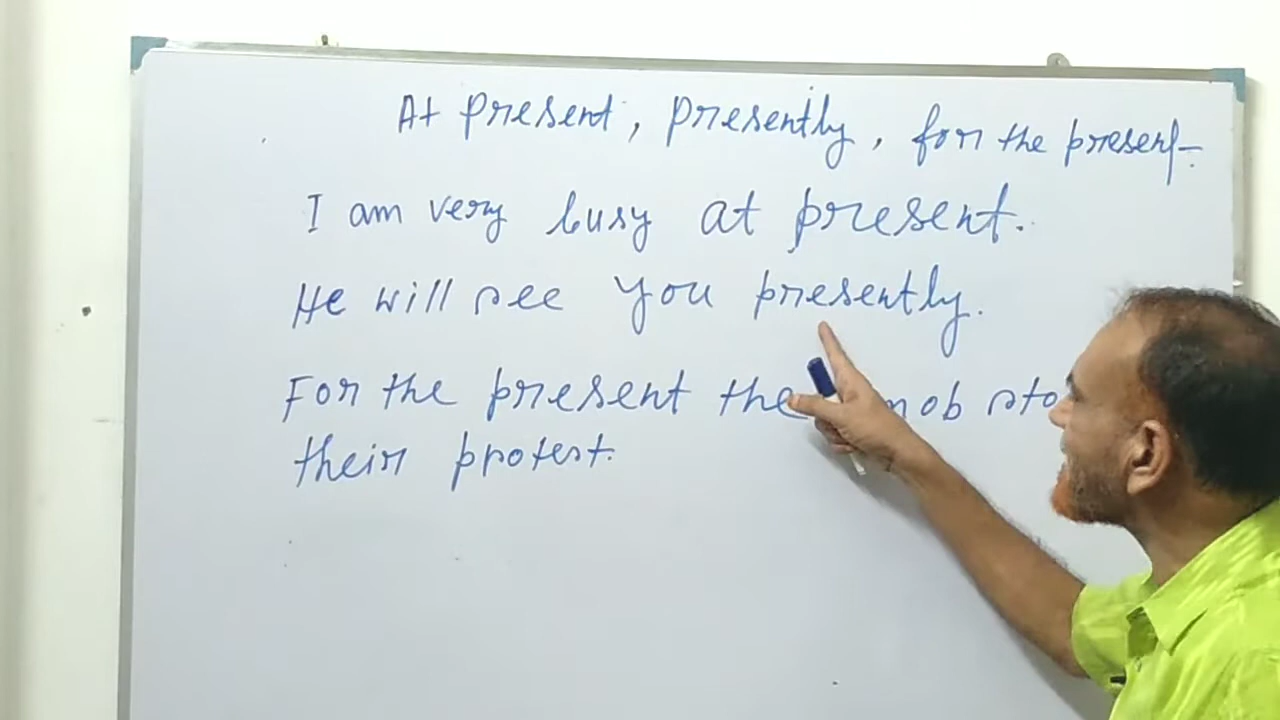 At present, presently, for the present.
I am very busy at present.
He will see you presently.
For the present the mob
their protest.